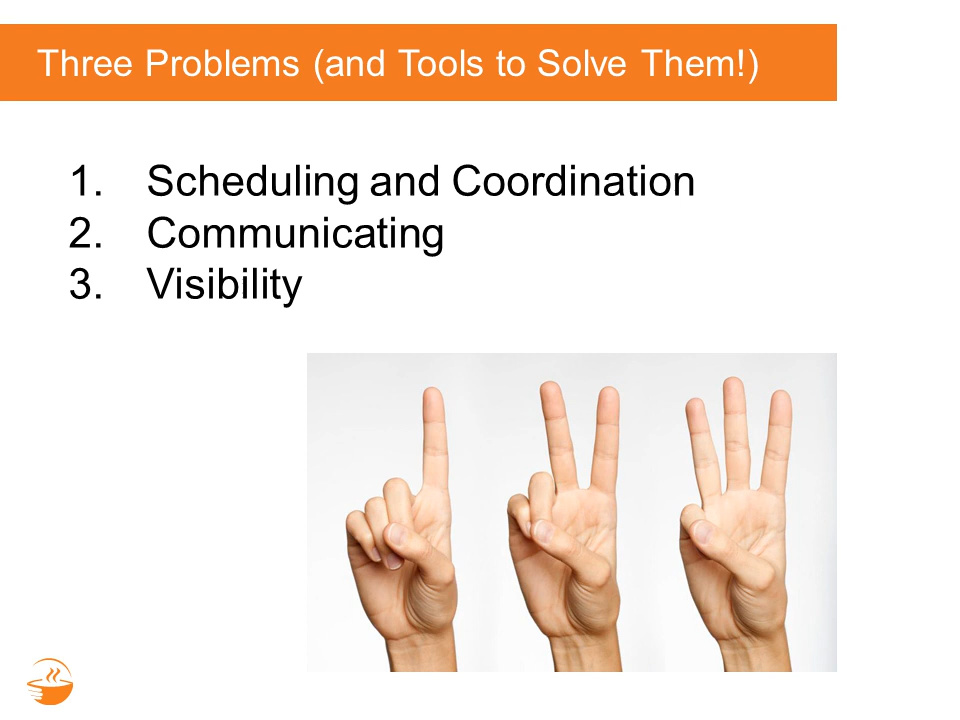 Three Problems (and Tools to Solve Them!)
1. Scheduling and Coordination
2. Communicating
3. Visibility